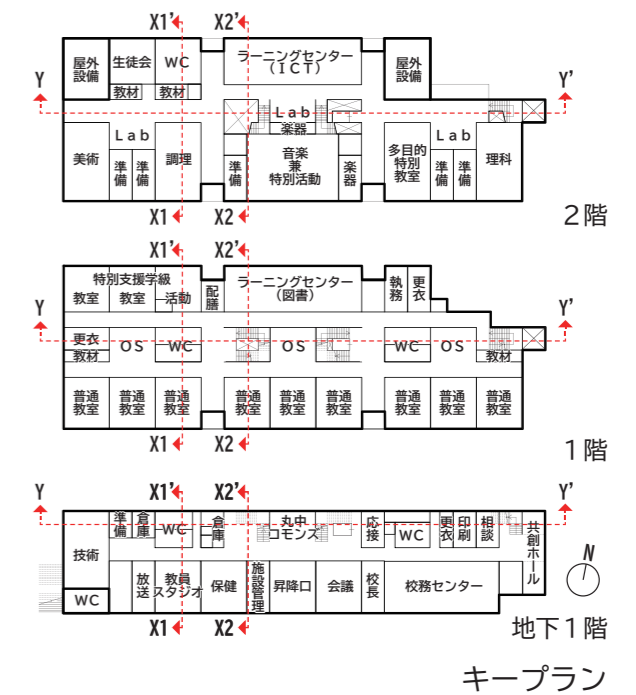 X1’ X2’
屋外
設備
生徒会
WC
ラーニングセンター
（ＩＣＴ）
屋外
設備
Y
Y’
教材
教材
Lab
楽器
美術
Lab
準備
準備
調理
準備
音楽
兼
特別活動
楽器
多目的
特別
教室
Lab
準備
準備
理科
X1 X2
2階
X1’ X2’
特別支援学級
教室
教室
活動
配膳
ラーニングセンター
（図書）
執務
更衣
Y
Y’
更衣
教材
OS
WC
OS
WC
OS
教材
普通
教室
普通
教室
普通
教室
普通
教室
普通
教室
普通
教室
普通
教室
普通
教室
普通
教室
X1 X2
1階
Y
X1’ X2’
Y’
準備
倉庫
WC
倉庫
丸中
コモンズ
応接
WC
更衣
印刷
相談
共創ホール
技術
WC
放送
教員
スタジオ
保健
施設管理
昇降口
会議
校長
校務センター
N
X1 X2
地下1階
キープラン